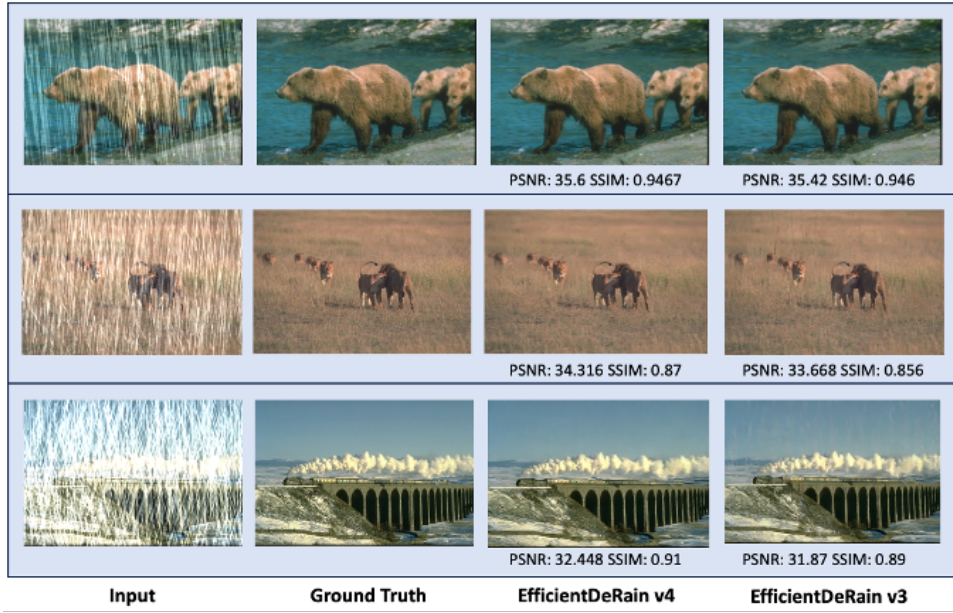 PSNR: 35.6 SSIM: 0.9467 PSNR: 35.42 SSIM: 0.946
PSNR: 34.316 SSIM: 0.87 PSNR: 33.668 SSIM: 0.856
PSNR: 32.448 SSIM: 0.91 PSNR: 31.87 SSIM: 0.89
Input Ground Truth EfficientDeRain v4 EfficientDeRain v3